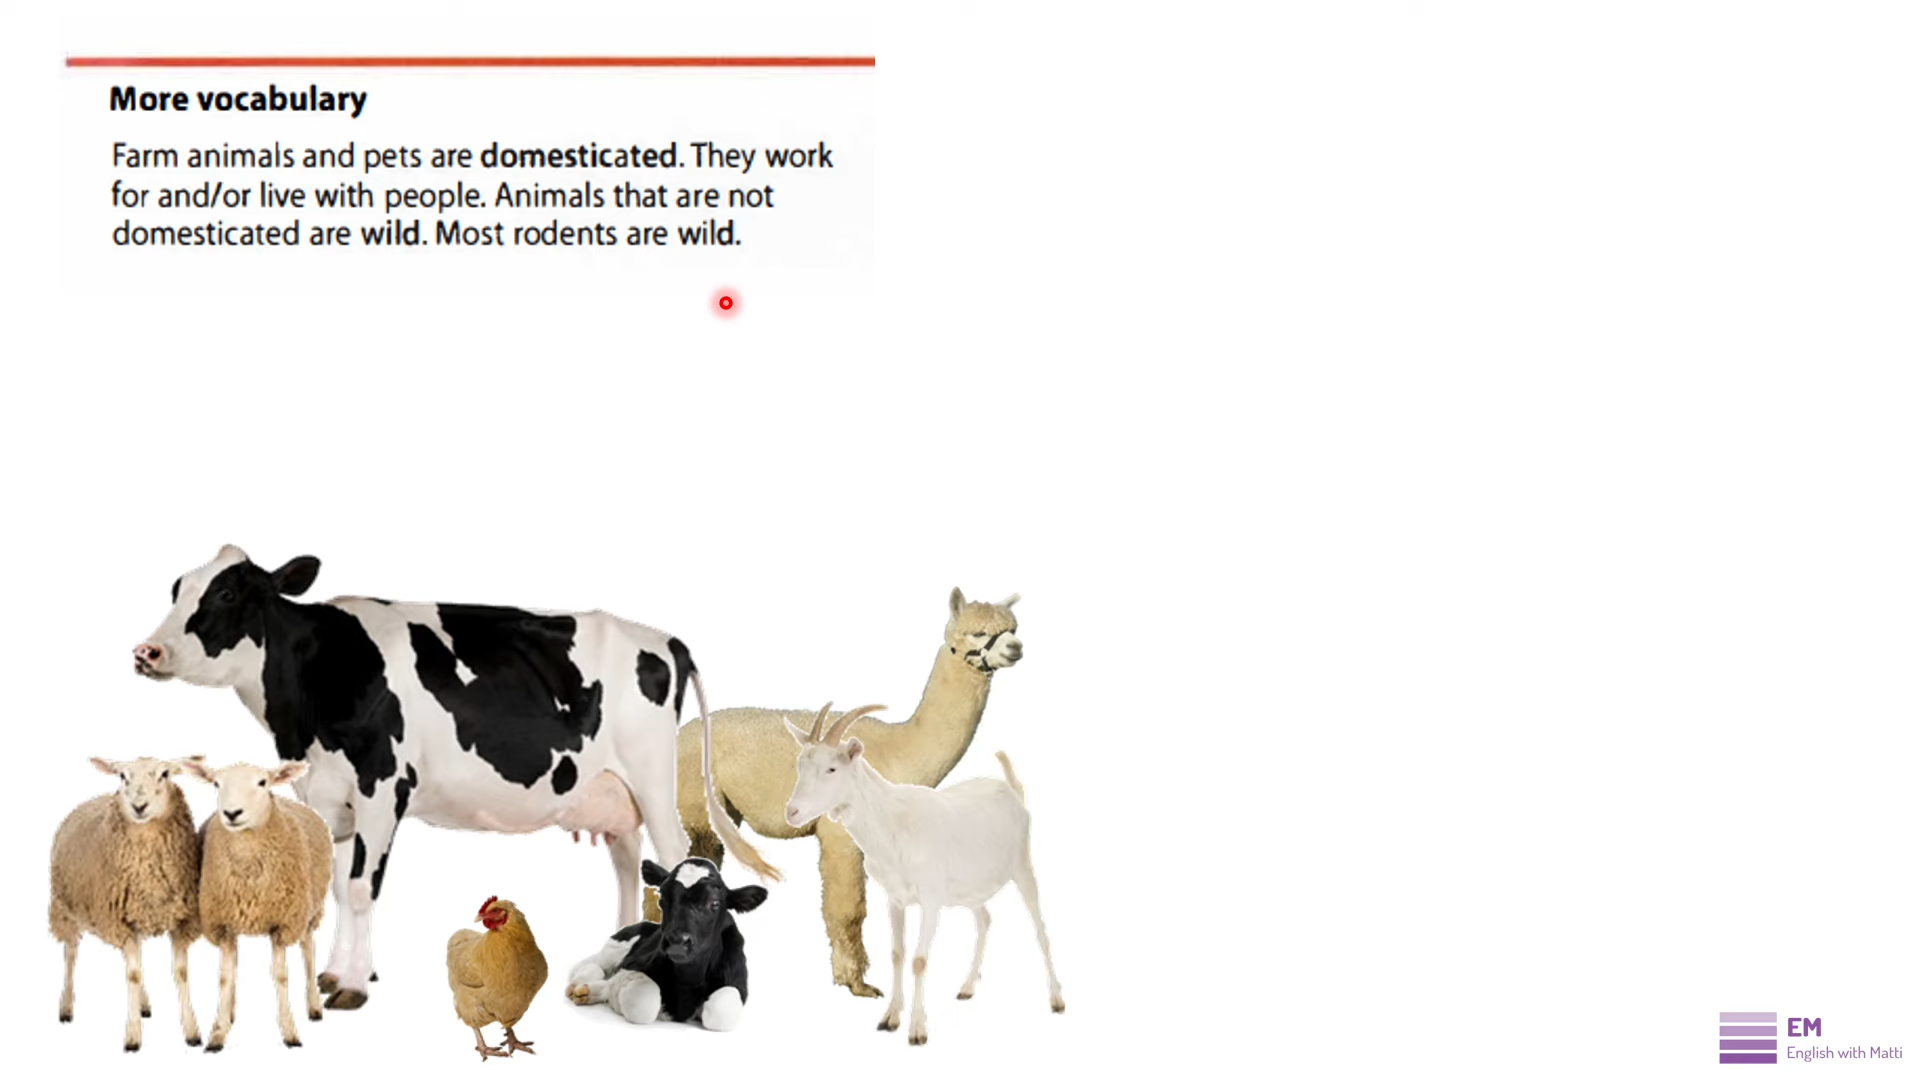 More vocabulary
Farm animals and pets are domesticated. They work
for and/or live with people. Animals that are not
domesticated are wild. Most rodents are wild.
EM
English with Matti